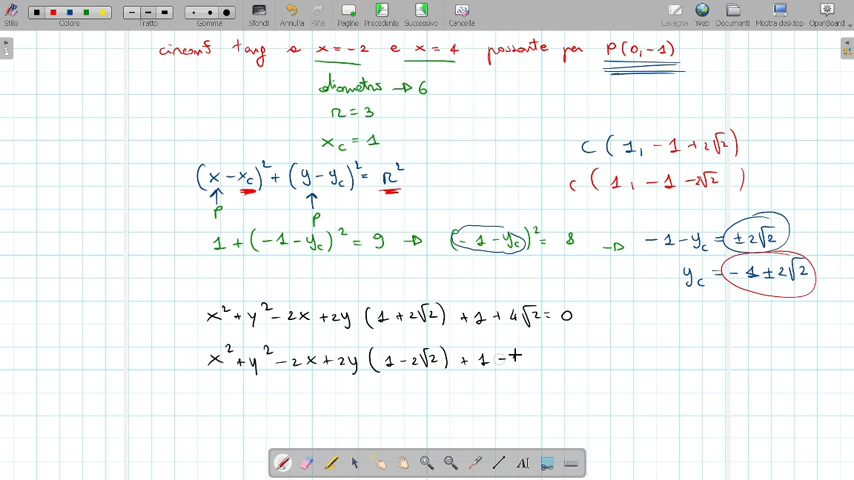 Stile Colore Tratto Gomma Sfondi Annulla Rifai Pagine Precedente Successivo Cancella Lavagna Web Documenti Mostra desktop OpenBoard
circonf tang a x = -2 e x = 4 passante per P(0, -1)
diametro → 6
r = 3
x_c = 1
C (1, -1 + 2√2)
(x - x_c)² + (y - y_c)² = r²
C (1, -1 - 2√2)
P P
1 + (-1 - y_c)² = 9 → (-1 - y_c)² = 8 → -1 - y_c = ±2√2
y_c = -1 ± 2√2
x² + y² - 2x + 2y (1 + 2√2) + 1 + 4√2 = 0
x² + y² - 2x + 2y (1 - 2√2) + 1 -